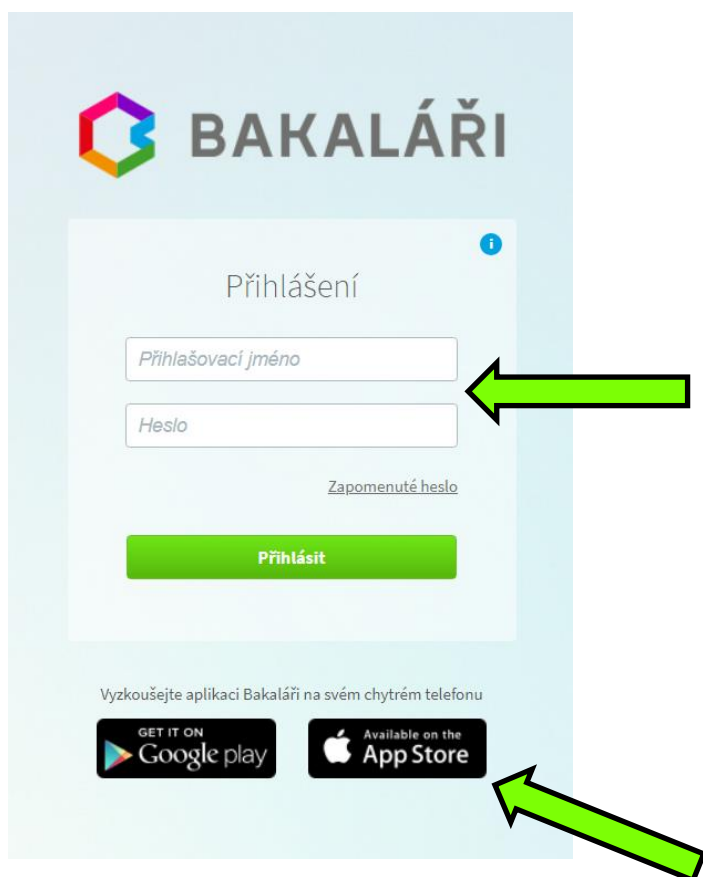 BAKALÁŘI
i
Přihlášení
Přihlašovací jméno
Heslo
Zapomenuté heslo
Přihlásit
Vyzkoušejte aplikaci Bakaláři na svém chytrém telefonu
GET IT ON
Google play
Available on the
App Store